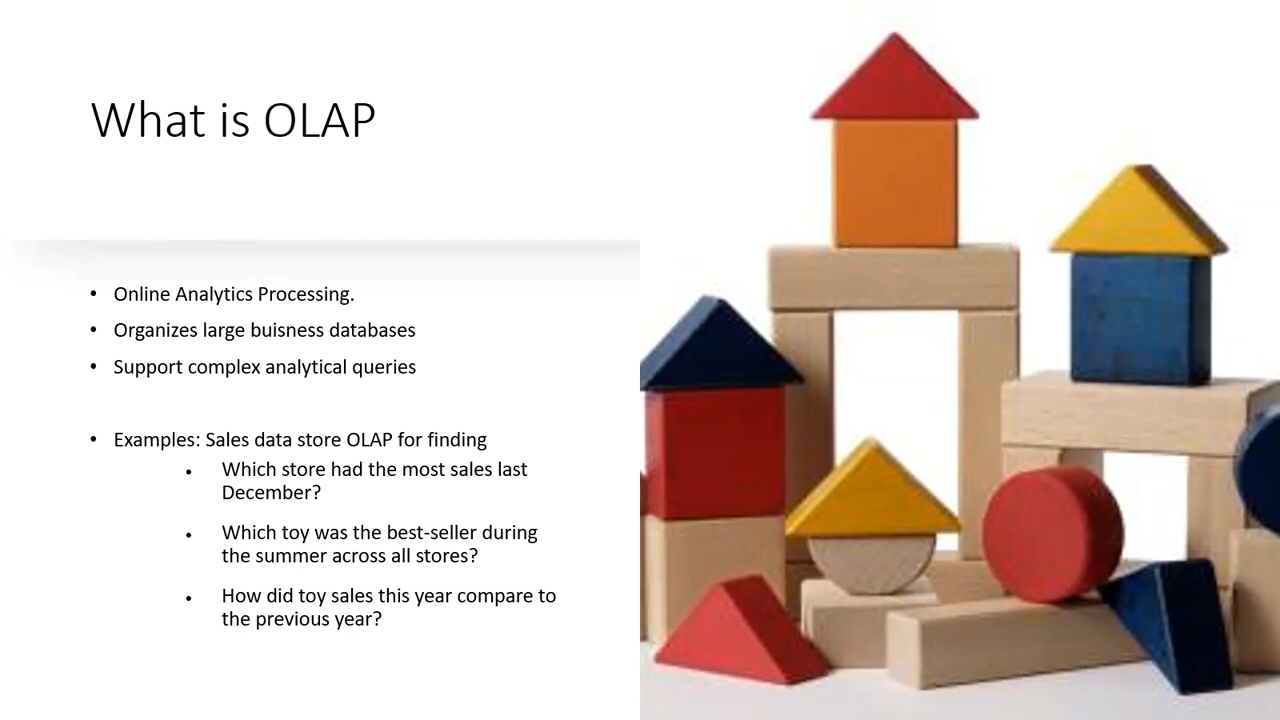 What is OLAP
• Online Analytics Processing.
• Organizes large buisness databases
• Support complex analytical queries
• Examples: Sales data store OLAP for finding
• Which store had the most sales last
December?
• Which toy was the best-seller during
the summer across all stores?
• How did toy sales this year compare to
the previous year?